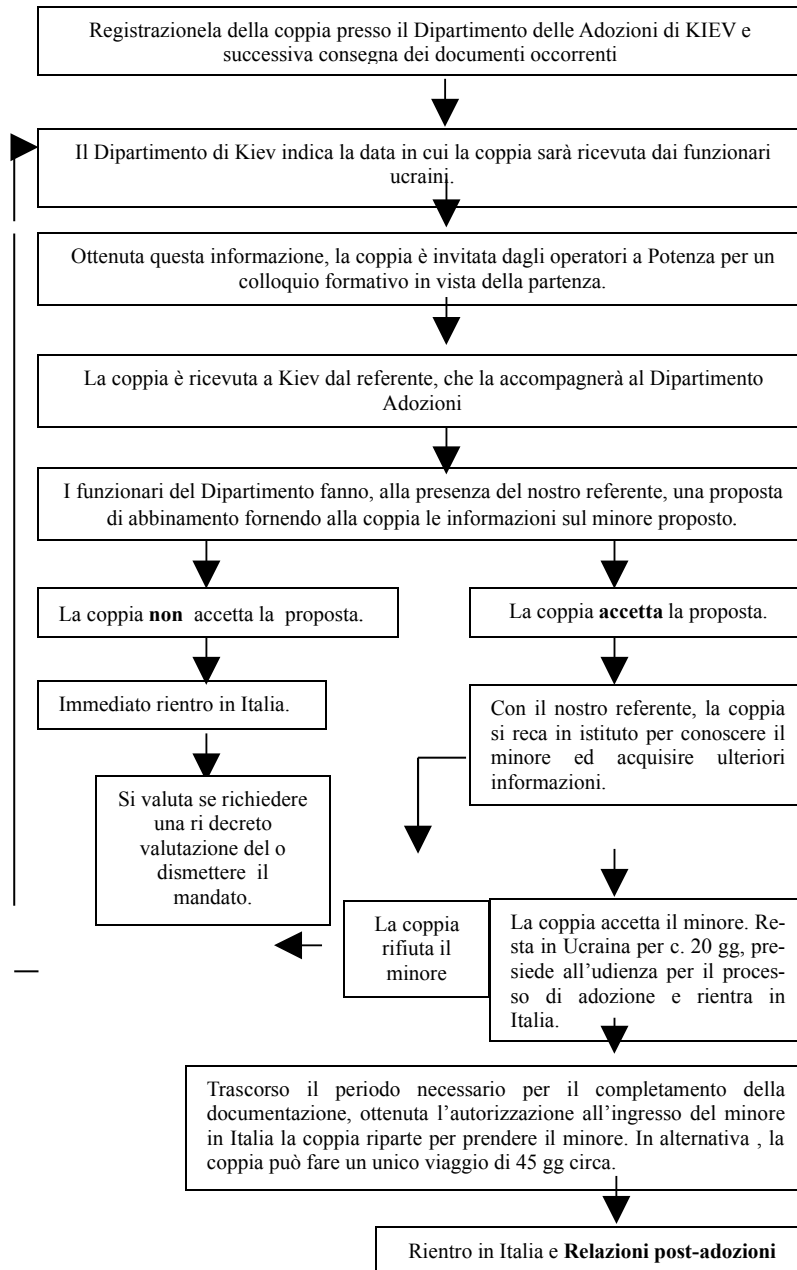 Registrazionela della coppia presso il Dipartimento delle Adozioni di KIEV e
successiva consegna dei documenti occorrenti
Il Dipartimento di Kiev indica la data in cui la coppia sarà ricevuta dai funzionari
ucraini.
Ottenuta questa informazione, la coppia è invitata dagli operatori a Potenza per un
colloquio formativo in vista della partenza.
La coppia è ricevuta a Kiev dal referente, che la accompagnerà al Dipartimento
Adozioni
I funzionari del Dipartimento fanno, alla presenza del nostro referente, una proposta
di abbinamento fornendo alla coppia le informazioni sul minore proposto.
La coppia non accetta la proposta.
La coppia accetta la proposta.
Immediato rientro in Italia.
Con il nostro referente, la coppia
si reca in istituto per conoscere il
minore ed acquisire ulteriori
informazioni.
Si valuta se richiedere
una ri decreto
valutazione del o
dismettere il
mandato.
La coppia
rifiuta il
minore
La coppia accetta il minore. Re-
sta in Ucraina per c. 20 gg, pre-
siede all'udienza per il proces-
so di adozione e rientra in
Italia.
Trascorso il periodo necessario per il completamento della
documentazione, ottenuta l'autorizzazione all'ingresso del minore
in Italia la coppia riparte per prendere il minore. In alternativa , la
coppia può fare un unico viaggio di 45 gg circa.
Rientro in Italia e Relazioni post-adozioni